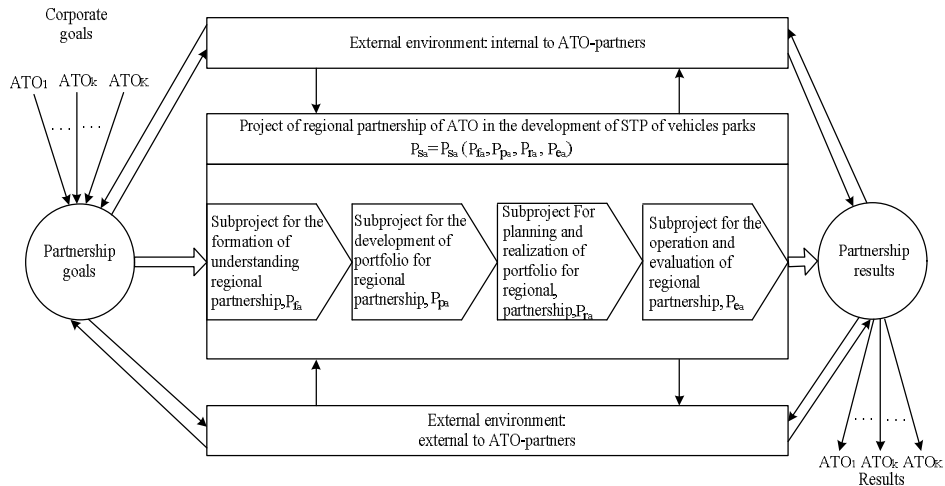 Corporate
goals
ATO1 ATOk ATOK
. . . . . .
External environment: internal to ATO-partners
Project of regional partnership of ATO in the development of STP of vehicles parks
Psa=Psa (Pfa,Ppa, Pra , Pea)
Partnership
goals
Subproject for the
formation of
understanding
regional
partnership,Pfa
Subproject for the
development of
portfolio for
regional
partnership, Ppa
Subproject For
planning and
realization of
portfolio for
regional,
partnership,Pra
Subproject for the
operation and
evaluation of
regional
partnership, Pea
Partnership
results
External environment:
external to ATO-partners
. . . . . .
ATO1 ATOk ATOK
Results